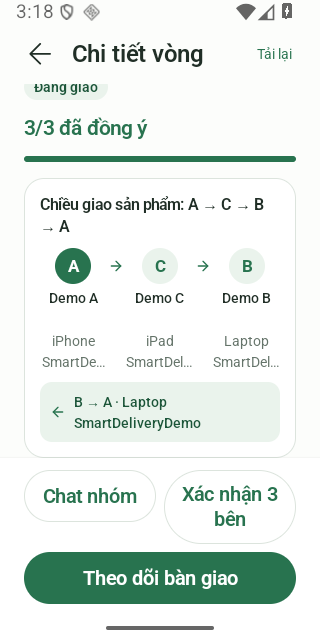 3:18
Chi tiết vòng
Tải lại
Đang giao
3/3 đã đồng ý
Chiều giao sản phẩm: A → C → B
→ A
A → C → B
Demo A Demo C Demo B
iPhone iPad Laptop
SmartDe... SmartDel... SmartDel...
← B → A · Laptop
SmartDeliveryDemo
Chat nhóm
Xác nhận 3
bên
Theo dõi bàn giao